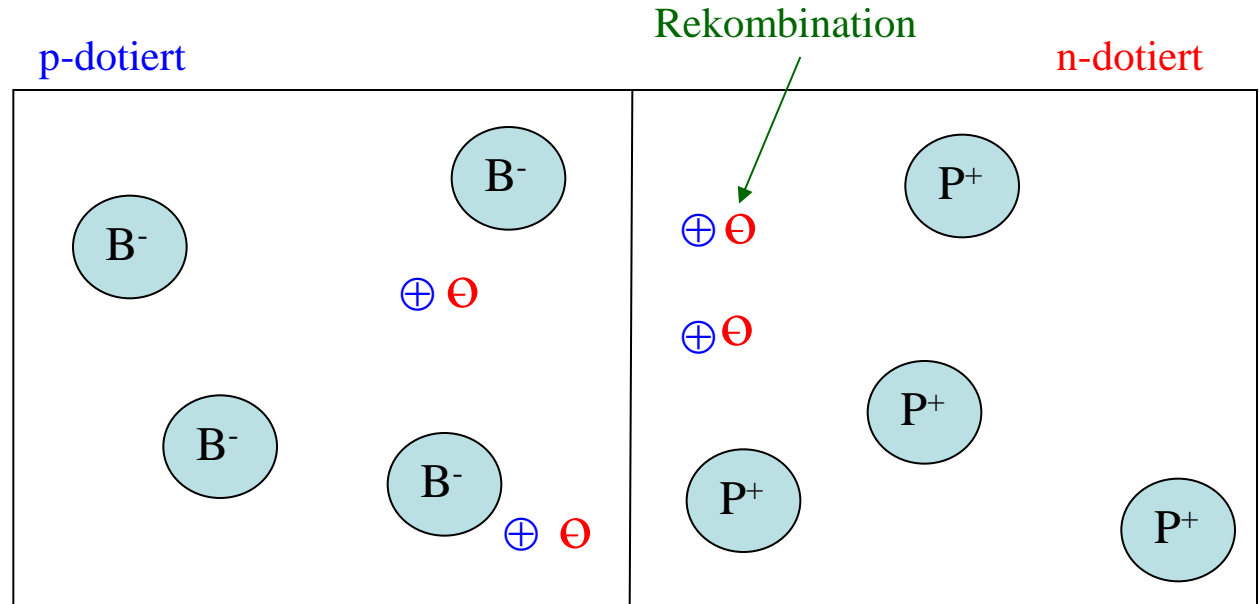 Rekombination
p-dotiert
n-dotiert
B-
P+
B-
⊕ ⊖
⊕ ⊖
⊕ ⊖
P+
B-
B-
P+
P+
⊕ ⊖